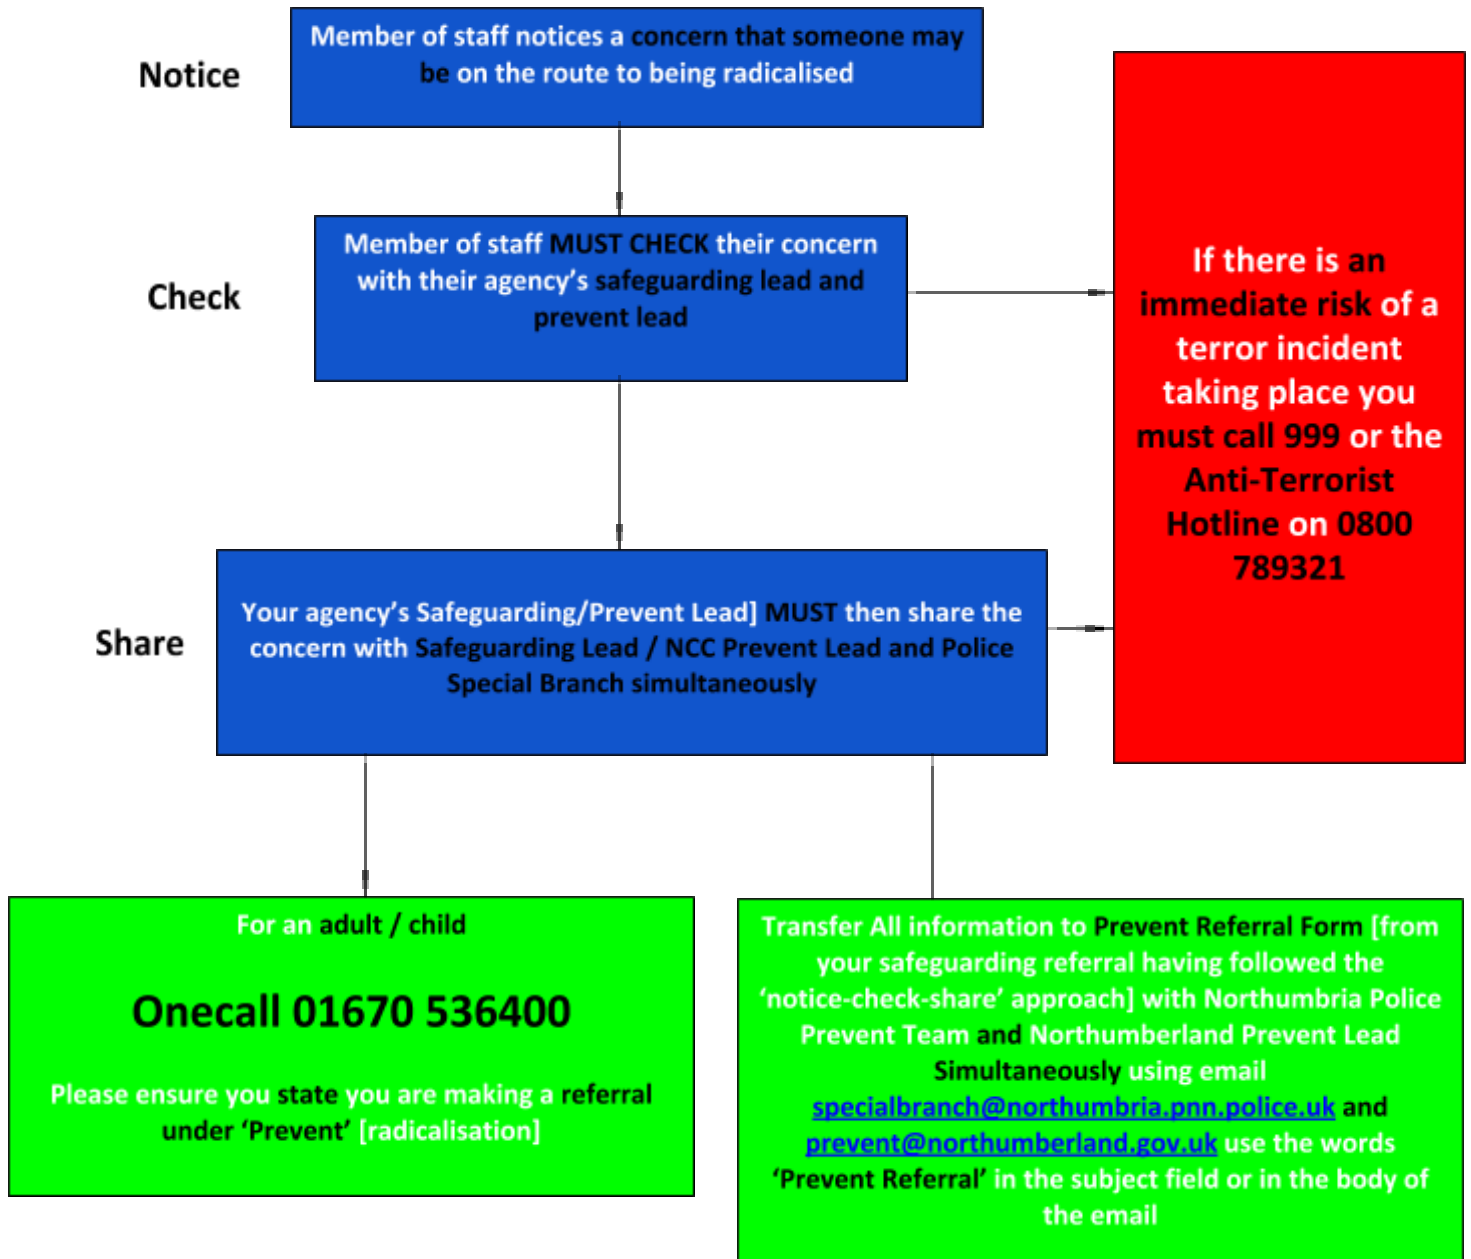 Notice
Member of staff notices a concern that someone may
be on the route to being radicalised
Check
Member of staff MUST CHECK their concern
with their agency’s safeguarding lead and
prevent lead
If there is an
immediate risk of a
terror incident
taking place you
must call 999 or the
Anti-Terrorist
Hotline on 0800
789321
Share
Your agency’s Safeguarding/Prevent Lead] MUST then share the
concern with Safeguarding Lead / NCC Prevent Lead and Police
Special Branch simultaneously
For an adult / child
Onecall 01670 536400
Please ensure you state you are making a referral
under ‘Prevent’ [radicalisation]
Transfer All information to Prevent Referral Form [from
your safeguarding referral having followed the
‘notice-check-share’ approach] with Northumbria Police
Prevent Team and Northumberland Prevent Lead
Simultaneously using email
specialbranch@northumbria.pnn.police.uk and
prevent@northumberland.gov.uk use the words
‘Prevent Referral’ in the subject field or in the body of
the email